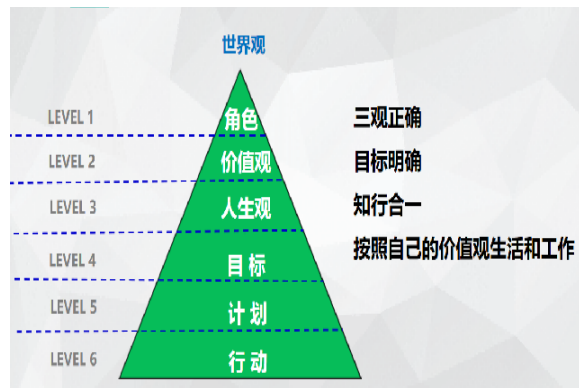 世界观
LEVEL 1
角色
三观正确
LEVEL 2
价值观
目标明确
LEVEL 3
人生观
知行合一
按照自己的价值观生活和工作
LEVEL 4
目标
LEVEL 5
计划
LEVEL 6
行动